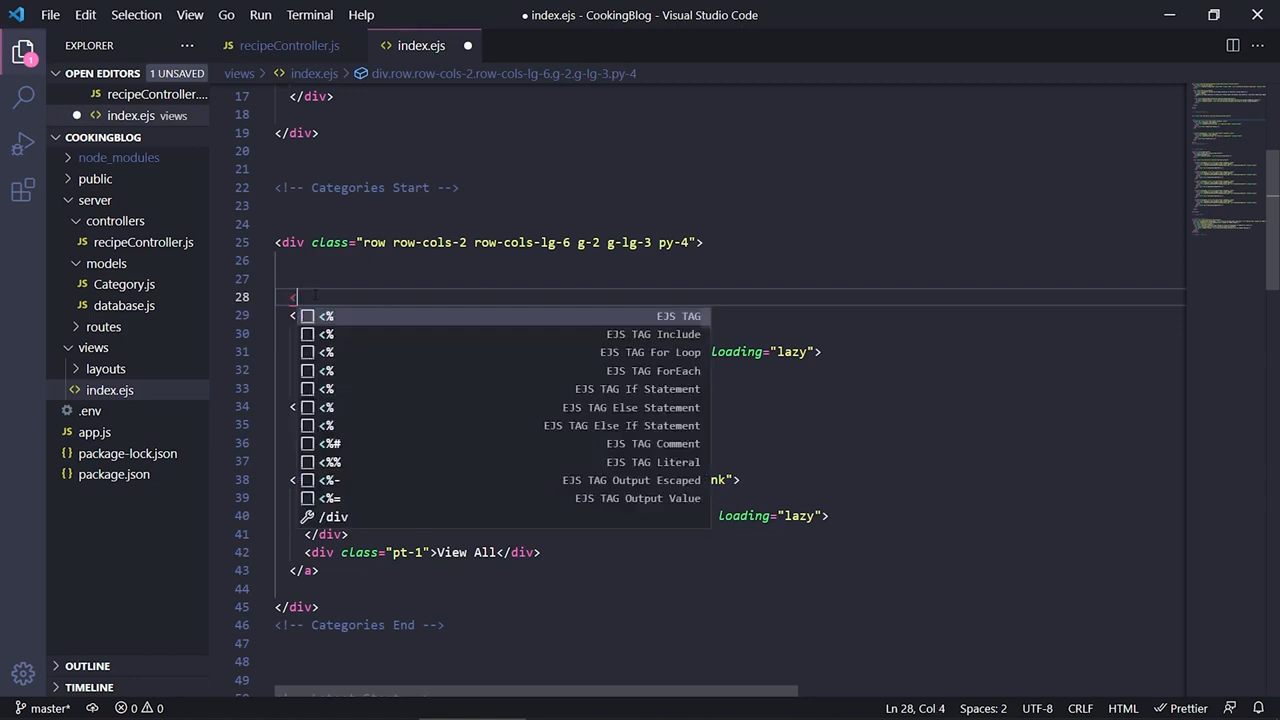 File Edit Selection View Go Run Terminal Help
● index.ejs - CookingBlog - Visual Studio Code
EXPLORER
OPEN EDITORS 1 UNSAVED
JS recipeController....
index.ejs views
COOKINGBLOG
node_modules
public
server
controllers
JS recipeController.js
models
JS Category.js
JS database.js
routes
views
layouts
index.ejs
.env
JS app.js
package-lock.json
package.json
OUTLINE
TIMELINE
JS recipeController.js
index.ejs
views > index.ejs > div.row.row-cols-2.row-cols-lg-6.g-2.g-lg-3.py-4
17 </div>
18
19 </div>
20
21
22 <!-- Categories Start -->
23
24
25 <div class="row row-cols-2 row-cols-lg-6 g-2 g-lg-3 py-4">
26
27
28 <
29 <
30
31 loading="lazy">
32
33
34 <
35
36
37
38 < nk">
39
40 loading="lazy">
41 </div>
42 <div class="pt-1">View All</div>
43 </a>
44
45 </div>
46 <!-- Categories End -->
47
48
49
<% EJS TAG
<% EJS TAG Include
<% EJS TAG For Loop
<% EJS TAG ForEach
<% EJS TAG If Statement
<% EJS TAG Else Statement
<% EJS TAG Else If Statement
<%# EJS TAG Comment
<%% EJS TAG Literal
<%- EJS TAG Output Escaped
<%= EJS TAG Output Value
/div
master* 0 0
Ln 28, Col 4 Spaces: 2 UTF-8 CRLF HTML Prettier